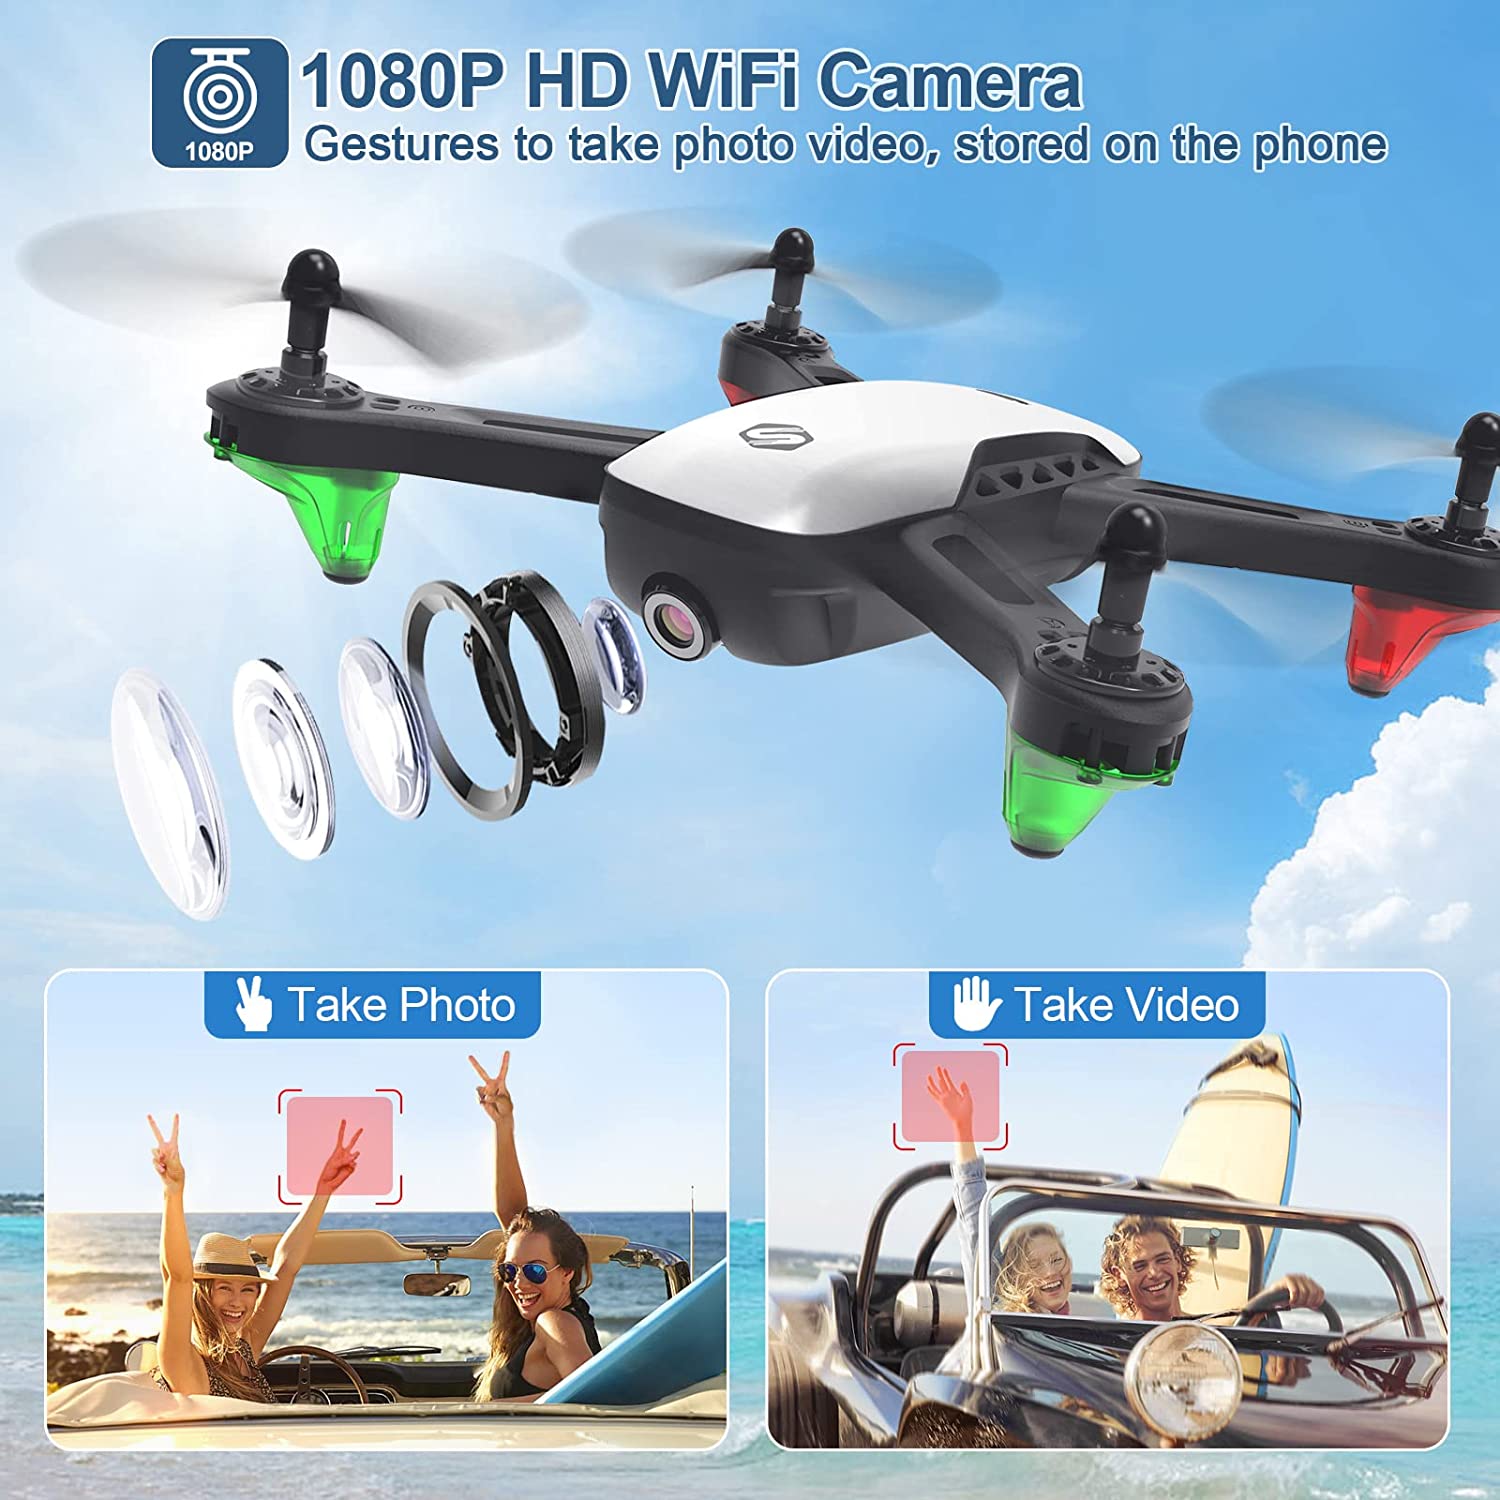 1080P HD WiFi Camera
1080P
Gestures to take photo video, stored on the phone
Take Photo
Take Video